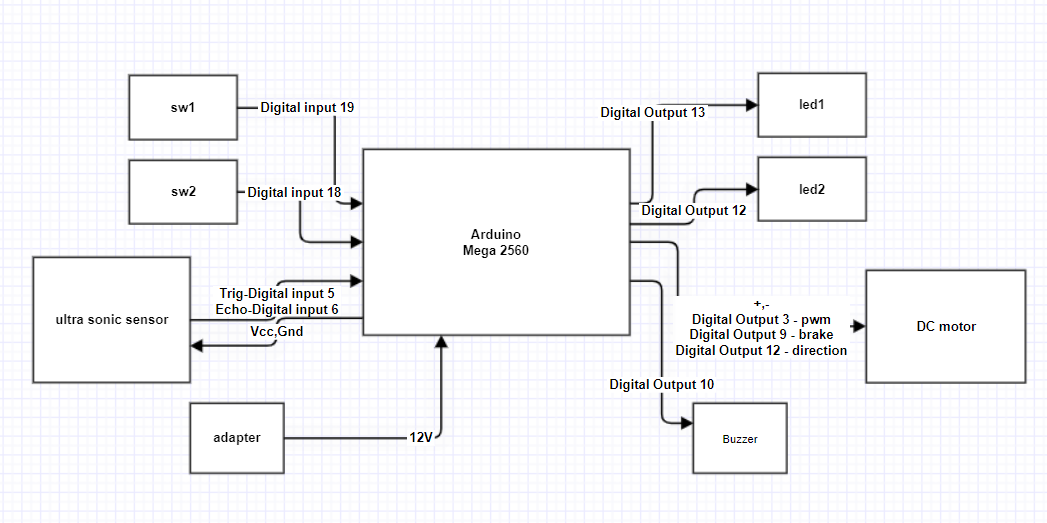 sw1
Digital input 19
sw2
Digital input 18
ultra sonic sensor
Trig-Digital input 5
Echo-Digital input 6
Vcc,Gnd
adapter
12V
Arduino
Mega 2560
Digital Output 13
led1
Digital Output 12
led2
+,-
Digital Output 3 - pwm
Digital Output 9 - brake
Digital Output 12 - direction
DC motor
Digital Output 10
Buzzer